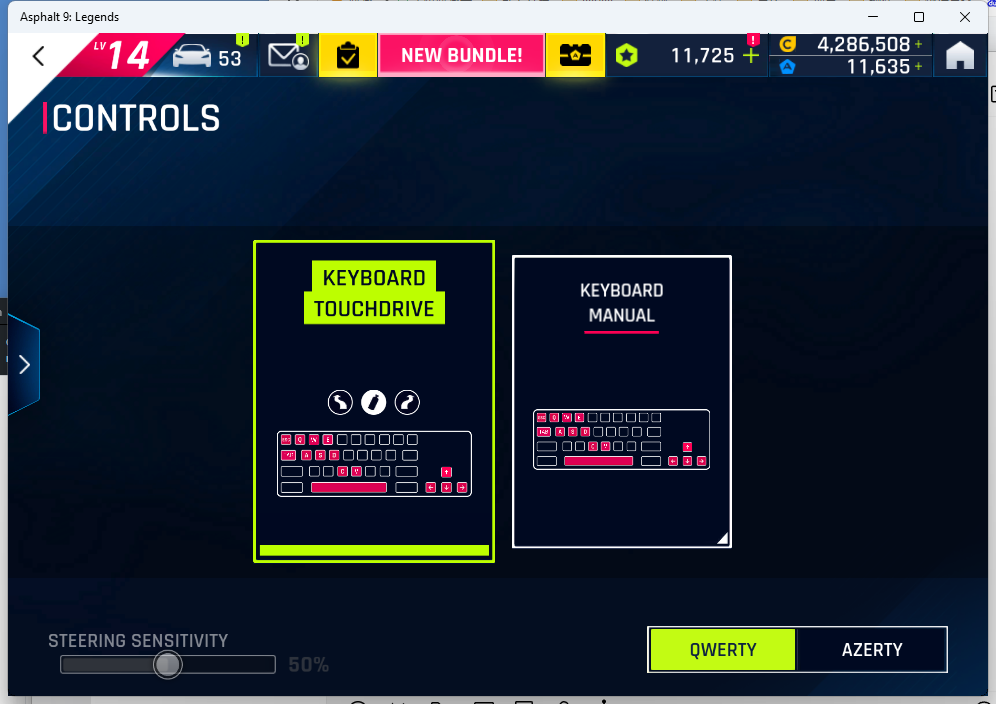 Asphalt 9: Legends
LV 14
53
NEW BUNDLE!
11,725
4,286,508
11,635
CONTROLS
KEYBOARD
TOUCHDRIVE
KEYBOARD
MANUAL
STEERING SENSITIVITY
50%
QWERTY
AZERTY